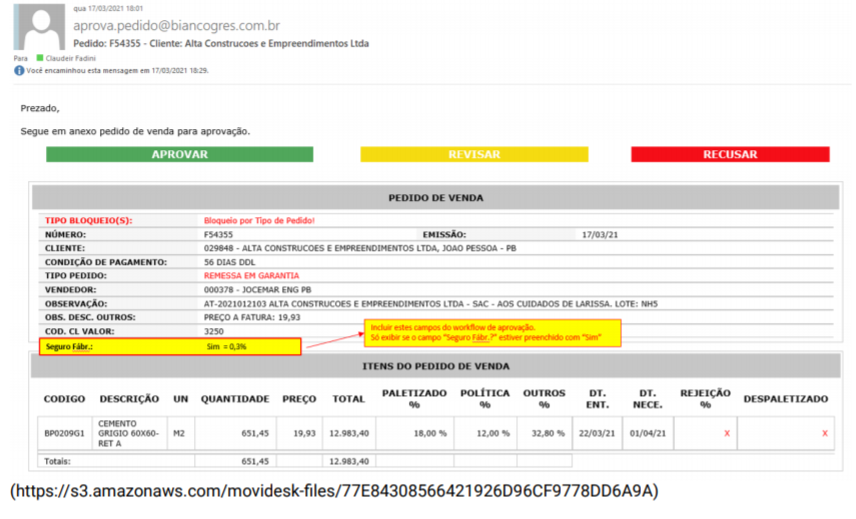 qua 17/03/2021 18:01
aprova.pedido@biancogres.com.br
Pedido: F54355 - Cliente: Alta Construcoes e Empreendimentos Ltda
Para Claudeir Fadini
Você encaminhou esta mensagem em 17/03/2021 18:29.
Prezado,
Segue em anexo pedido de venda para aprovação.
APROVAR REVISAR RECUSAR
PEDIDO DE VENDA
TIPO BLOQUEIO(S): Bloqueio por Tipo de Pedido!
NÚMERO: F54355 EMISSÃO: 17/03/21
CLIENTE: 029848 - ALTA CONSTRUCOES E EMPREENDIMENTOS LTDA, JOAO PESSOA - PB
CONDIÇÃO DE PAGAMENTO: 56 DIAS DDL
TIPO PEDIDO: REMESSA EM GARANTIA
VENDEDOR: 000378 - JOCEMAR ENG PB
OBSERVAÇÃO: AT-2021012103 ALTA CONSTRUCOES E EMPREENDIMENTOS LTDA - SAC - AOS CUIDADOS DE LARISSA. LOTE: NH5
OBS. DESC. OUTROS: PREÇO A FATURA: 19,93
COD. CL VALOR: 3250
Incluir estes campos do workflow de aprovação.
Só exibir se o campo "Seguro Fábr.?" estiver preenchido com "Sim"
Seguro Fábr.: Sim = 0,3%
ITENS DO PEDIDO DE VENDA
CODIGO DESCRIÇÃO UN QUANTIDADE PREÇO TOTAL PALETIZADO % POLÍTICA % OUTROS % DT. ENT. DT. NECE. REJEIÇÃO % DESPALETIZADO
BP0209G1 CEMENTO GRIGIO 60X60-RET A M2 651,45 19,93 12.983,40 18,00 % 12,00 % 32,80 % 22/03/21 01/04/21 X X
Totais: 651,45 12.983,40
(https://s3.amazonaws.com/movidesk-files/77E84308566421926D96CF9778DD6A9A)